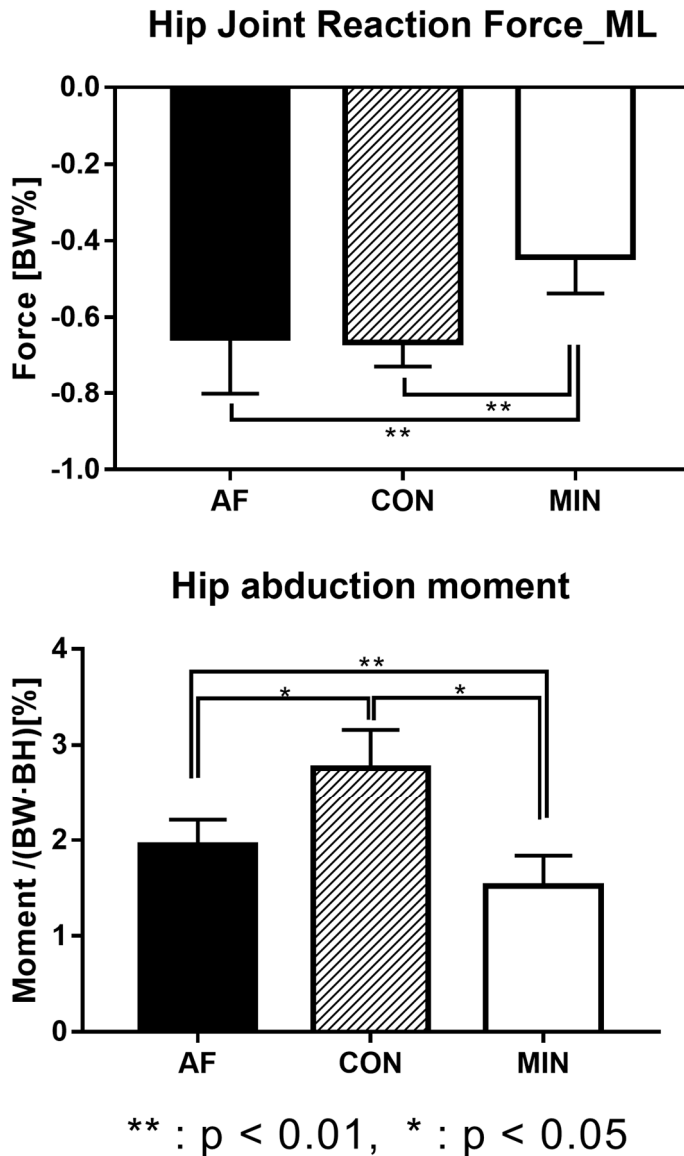 Hip Joint Reaction Force_ML
Force [BW%]
0.0
-0.2
-0.4
-0.6
-0.8
-1.0
**
**
AF CON MIN
Hip abduction moment
Moment /(BW·BH)[%]
4
3
2
1
0
**
* *
AF CON MIN
** : p < 0.01, * : p < 0.05